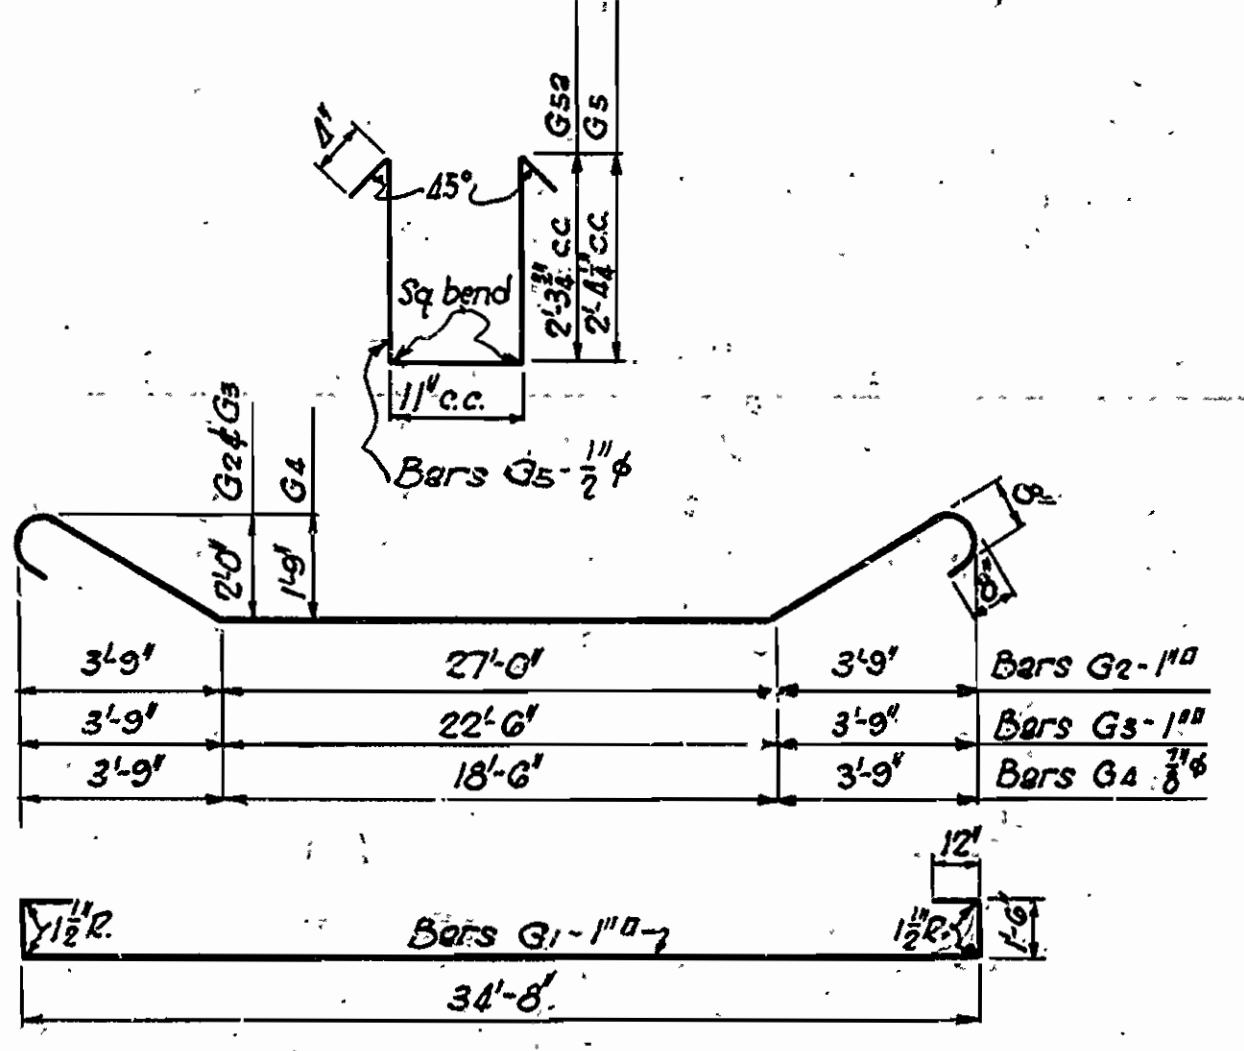 G5a
G5
4"
45°
2'-3¾" c.c.
2'-4¼" c.c.
Sq bend
11" c.c.
Bars G5-½"ϕ
G2 & G3
G4
2'-0"
1'-9"
8"
8"
3'-9" 27'-0" 3'-9" Bars G2-1"□
3'-9" 22'-6" 3'-9" Bars G3-1"□
3'-9" 18'-6" 3'-9" Bars G4 ⅞"ϕ
12"
1½"R. Bars G1-1"□ 1½"R. 1'-6"
34'-8"